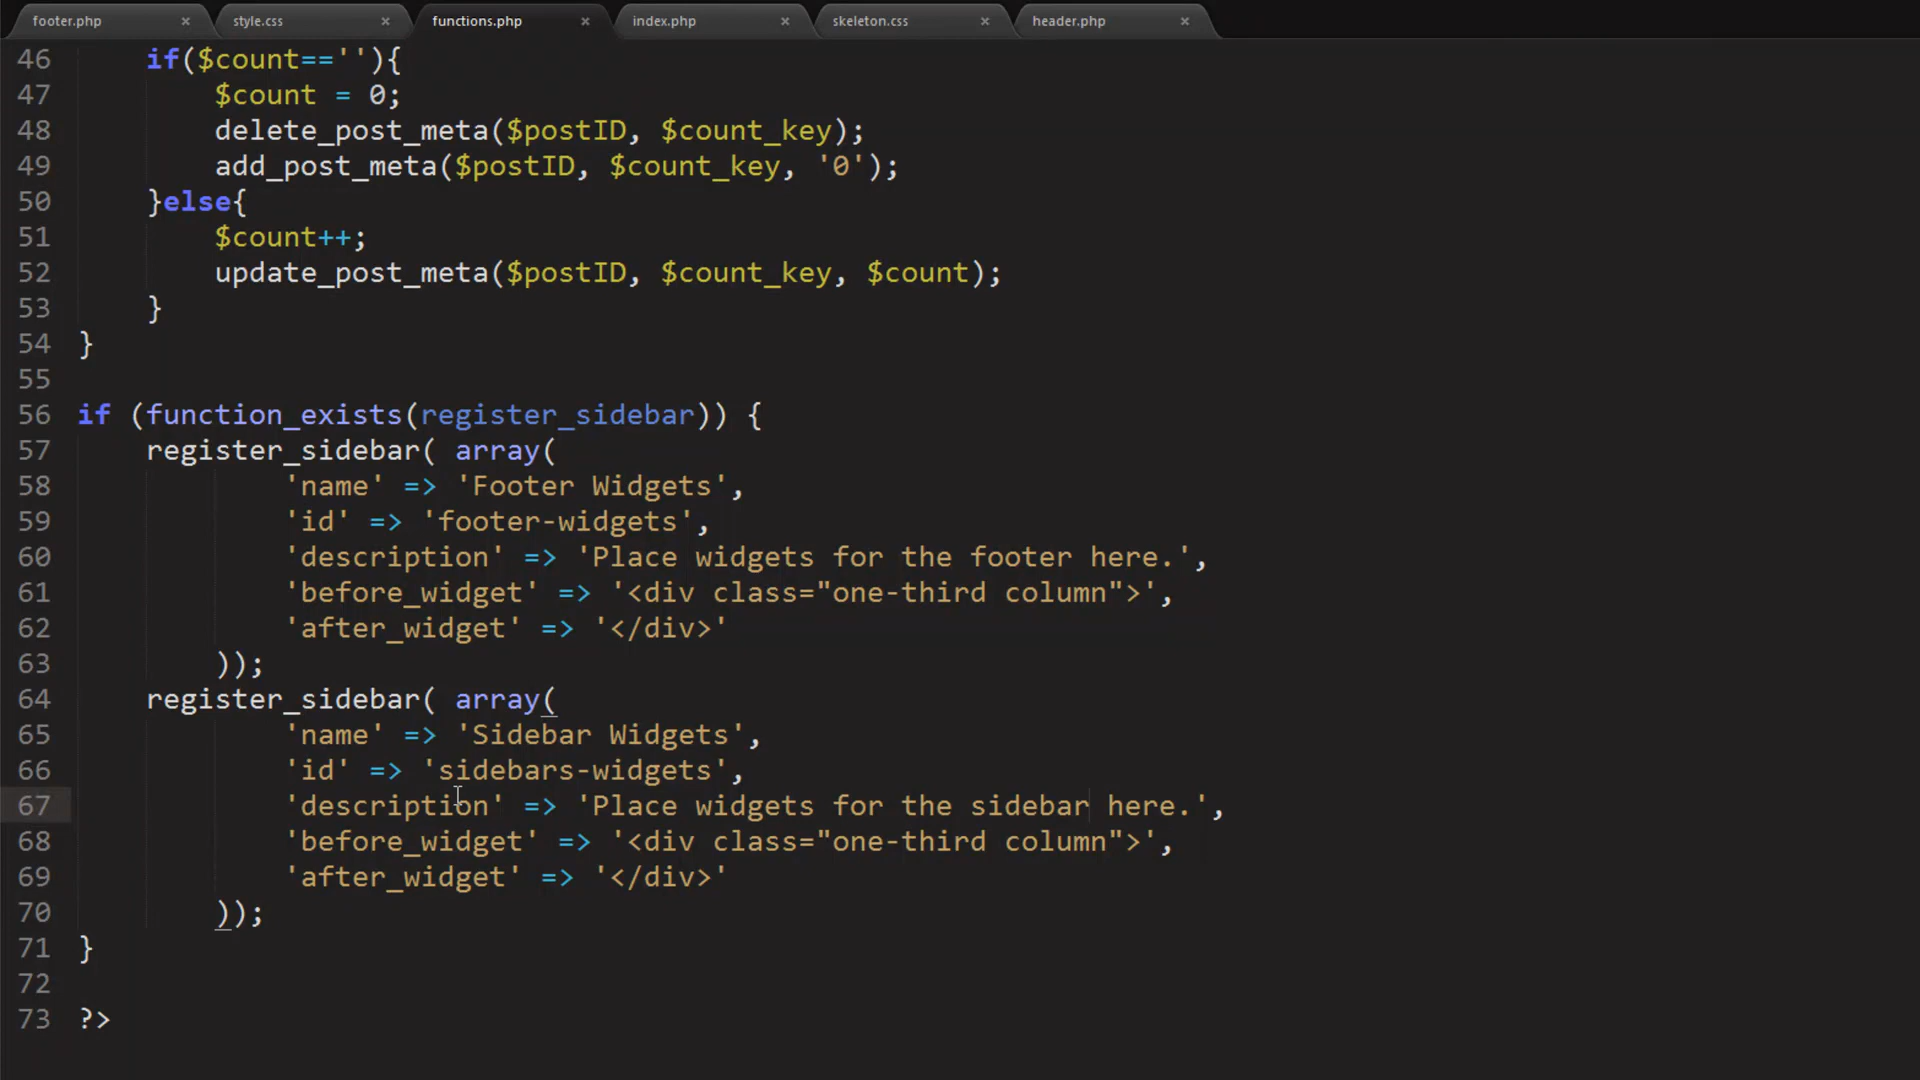 footer.php × style.css × functions.php × index.php × skeleton.css × header.php ×
46 if($count==''){
47 $count = 0;
48 delete_post_meta($postID, $count_key);
49 add_post_meta($postID, $count_key, '0');
50 }else{
51 $count++;
52 update_post_meta($postID, $count_key, $count);
53 }
54 }
55
56 if (function_exists(register_sidebar)) {
57 register_sidebar( array(
58 'name' => 'Footer Widgets',
59 'id' => 'footer-widgets',
60 'description' => 'Place widgets for the footer here.',
61 'before_widget' => '<div class="one-third column">',
62 'after_widget' => '</div>'
63 ));
64 register_sidebar( array(
65 'name' => 'Sidebar Widgets',
66 'id' => 'sidebars-widgets',
67 'description' => 'Place widgets for the sidebar here.',
68 'before_widget' => '<div class="one-third column">',
69 'after_widget' => '</div>'
70 ));
71 }
72
73 ?>